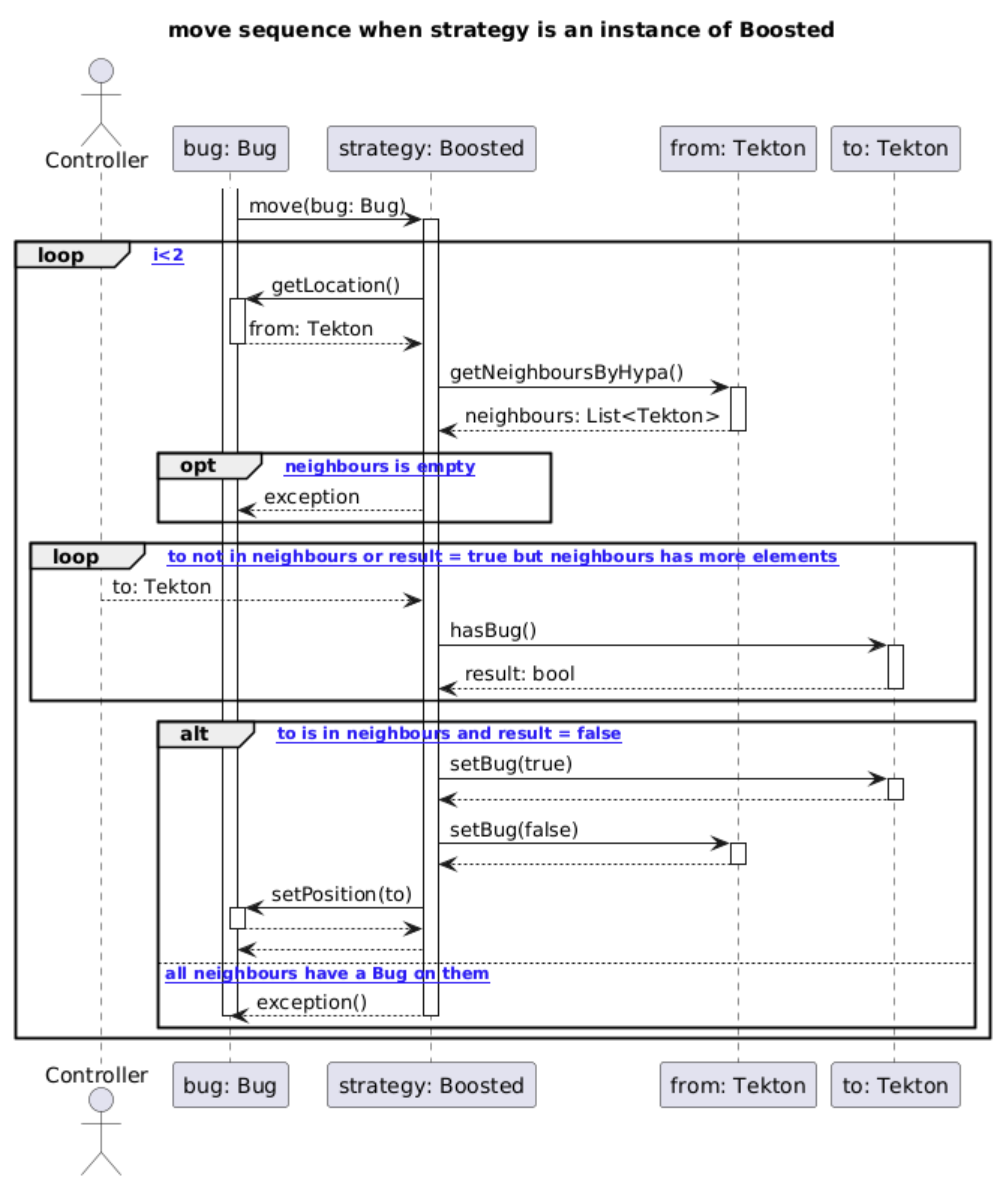 move sequence when strategy is an instance of Boosted
Controller
bug: Bug
strategy: Boosted
from: Tekton
to: Tekton
move(bug: Bug)
loop
i<2
getLocation()
from: Tekton
getNeighboursByHypa()
neighbours: List<Tekton>
opt
neighbours is empty
exception
loop
to not in neighbours or result = true but neighbours has more elements
to: Tekton
hasBug()
result: bool
alt
to is in neighbours and result = false
setBug(true)
setBug(false)
setPosition(to)
all neighbours have a Bug on them
exception()
Controller
bug: Bug
strategy: Boosted
from: Tekton
to: Tekton